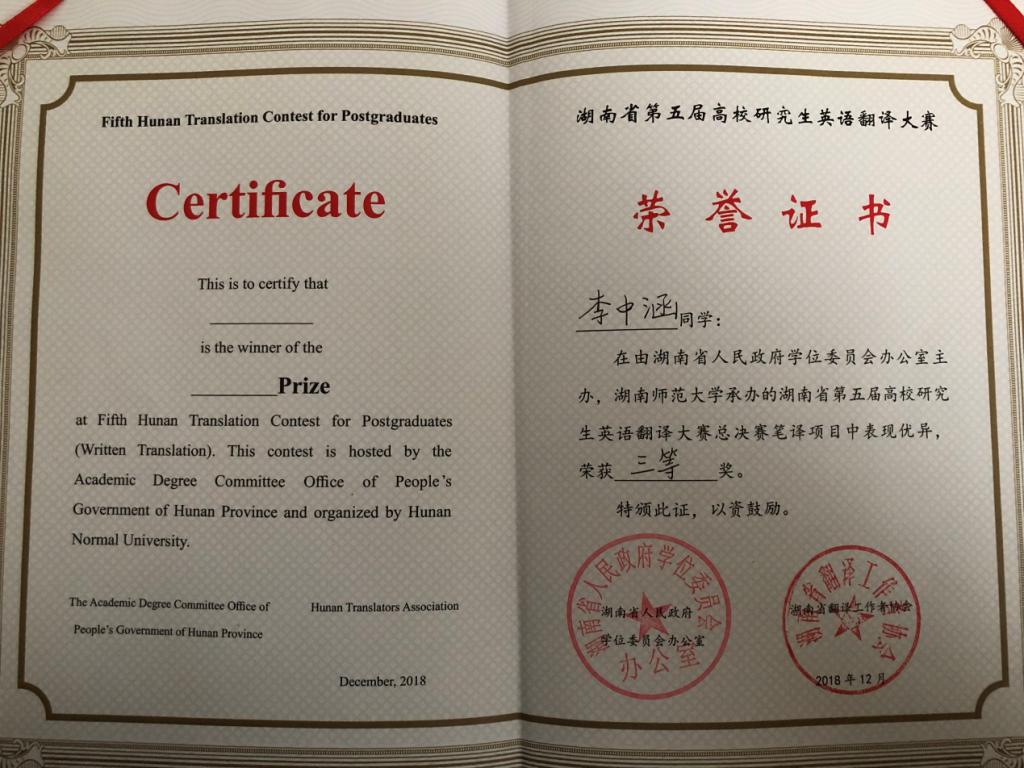 Fifth Hunan Translation Contest for Postgraduates
Certificate
This is to certify that
is the winner of the
Prize
at Fifth Hunan Translation Contest for Postgraduates
(Written Translation). This contest is hosted by the
Academic Degree Committee Office of People's
Government of Hunan Province and organized by Hunan
Normal University.
The Academic Degree Committee Office of
People's Government of Hunan Province
Hunan Translators Association
December, 2018
湖南省第五届高校研究生英语翻译大赛
荣誉证书
李中涵同学：
在由湖南省人民政府学位委员会办公室主
办，湖南师范大学承办的湖南省第五届高校研究
生英语翻译大赛总决赛笔译项目中表现优异，
荣获三等奖。
特颁此证，以资鼓励。
湖南省人民政府
学位委员会办公室
湖南省人民政府学位委员会
办公室
湖南省翻译工作者协会
2018年12月
湖南省翻译工作者协会